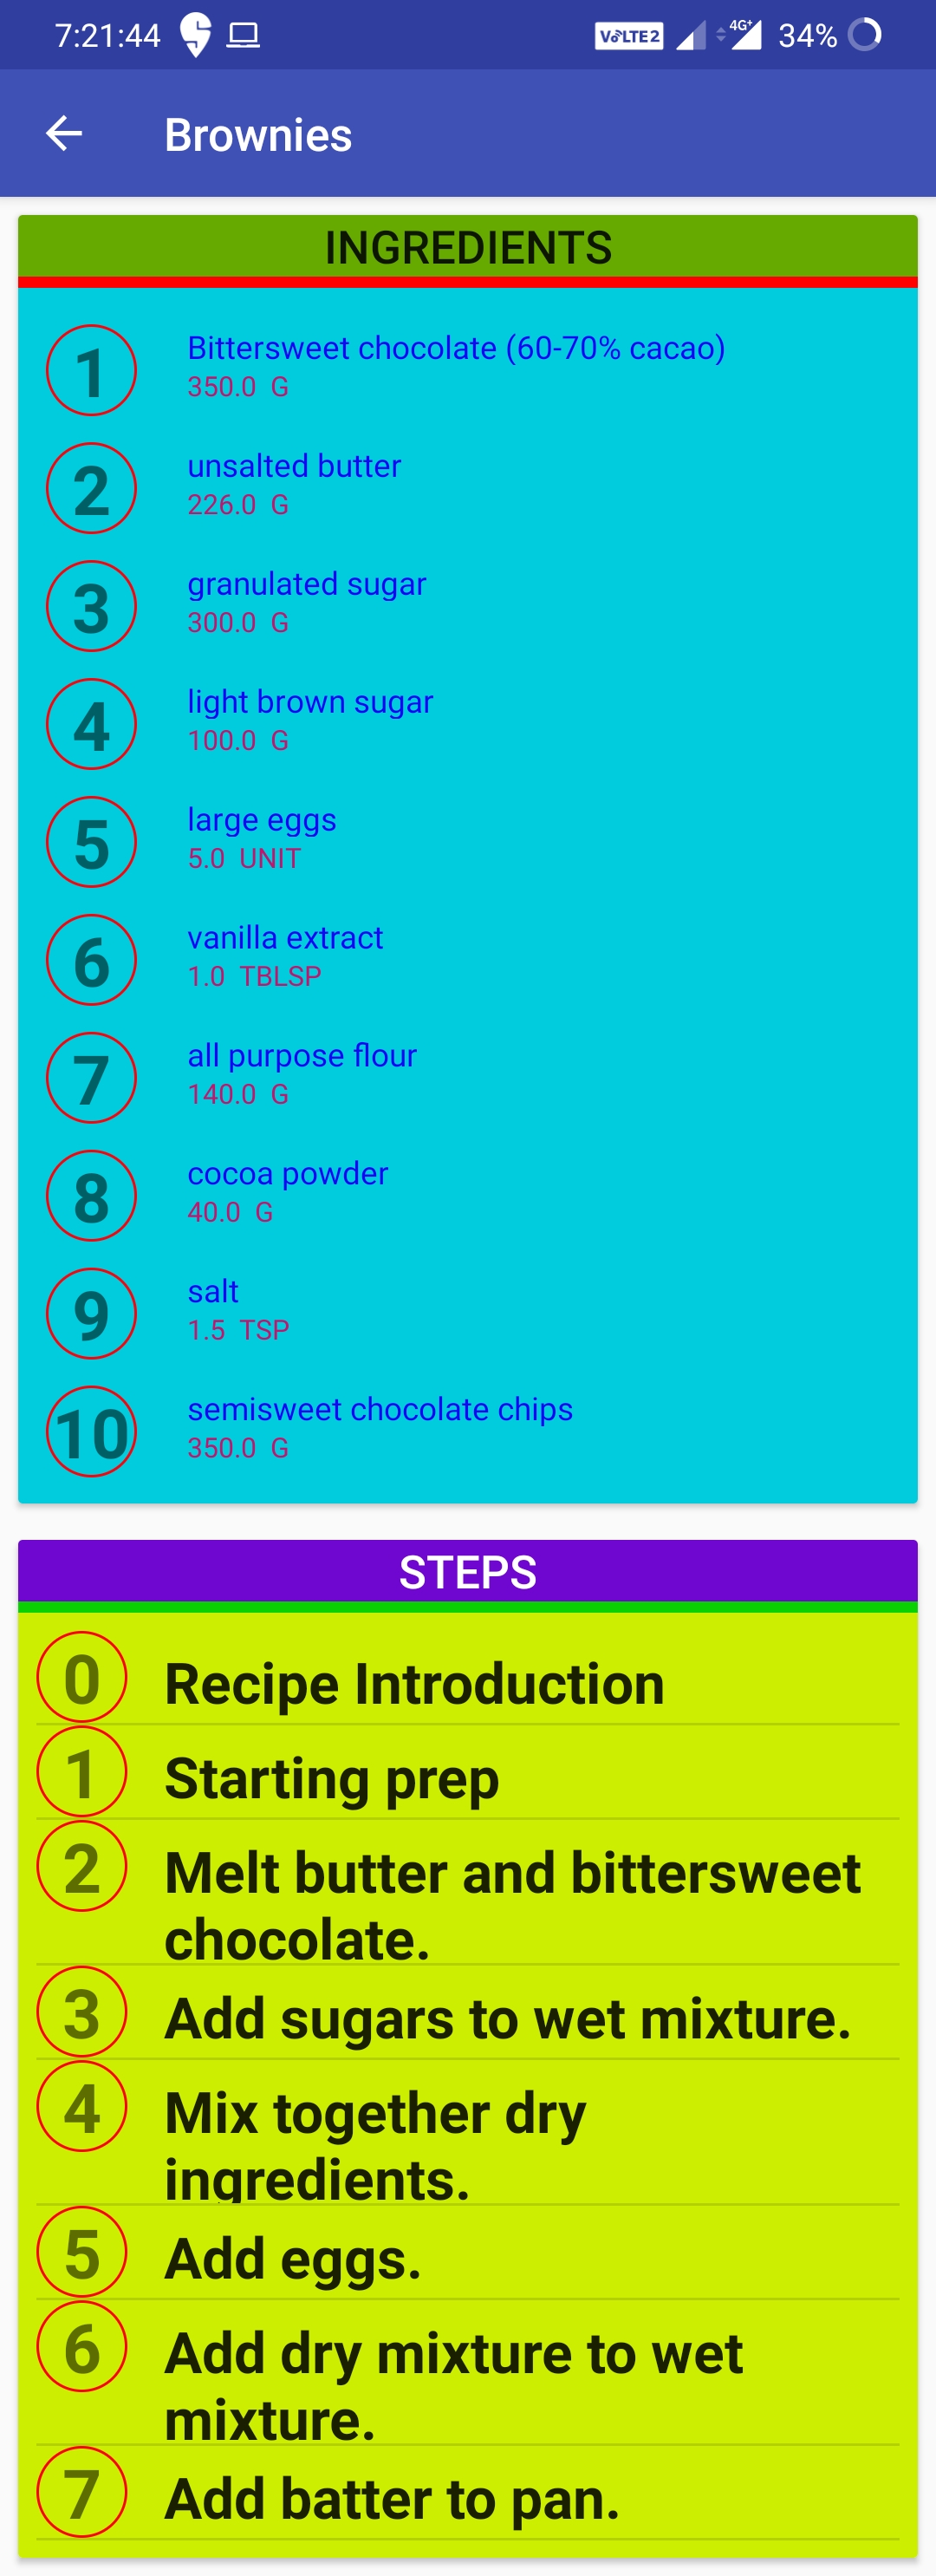 7:21:44 VoLTE2 4G+ 34%
Brownies
INGREDIENTS
1 Bittersweet chocolate (60-70% cacao)
350.0 G
2 unsalted butter
226.0 G
3 granulated sugar
300.0 G
4 light brown sugar
100.0 G
5 large eggs
5.0 UNIT
6 vanilla extract
1.0 TBLSP
7 all purpose flour
140.0 G
8 cocoa powder
40.0 G
9 salt
1.5 TSP
10 semisweet chocolate chips
350.0 G
STEPS
0 Recipe Introduction
1 Starting prep
2 Melt butter and bittersweet
chocolate.
3 Add sugars to wet mixture.
4 Mix together dry
ingredients.
5 Add eggs.
6 Add dry mixture to wet
mixture.
7 Add batter to pan.